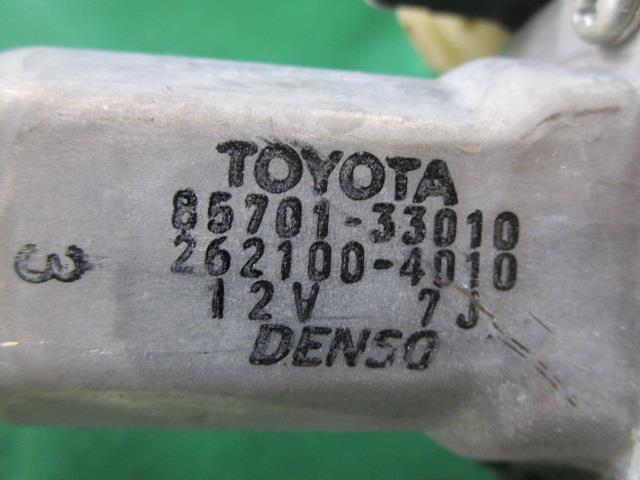 TOYOTA
85701-33010
262100-4010
12V 7J
DENSO
3